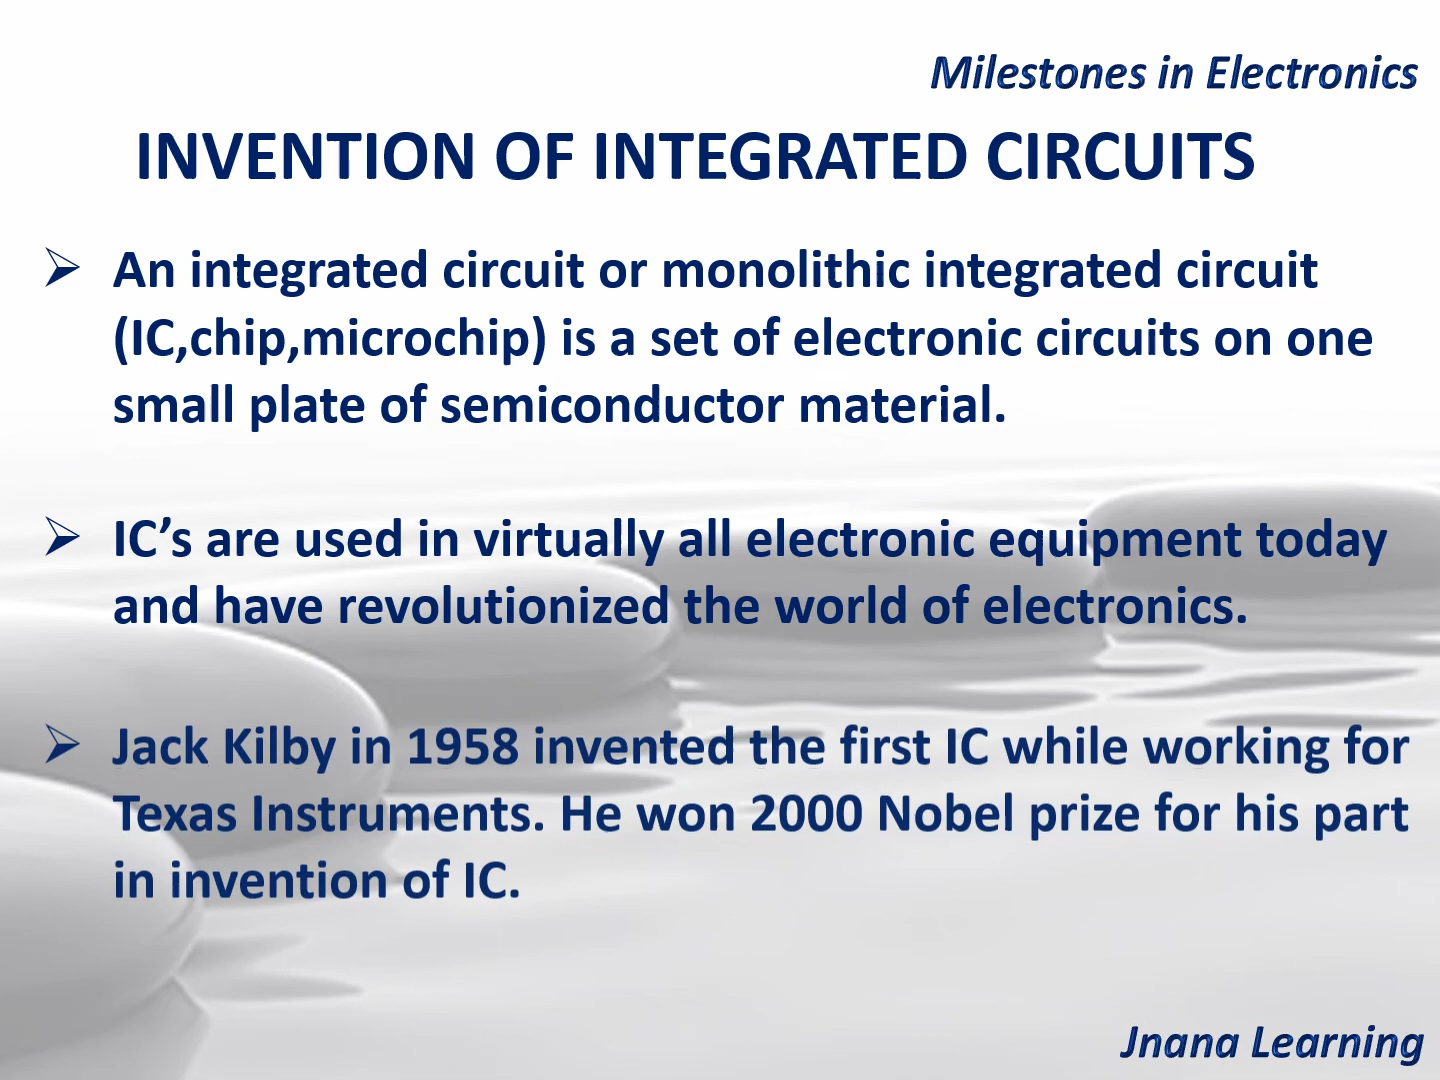 Milestones in Electronics
INVENTION OF INTEGRATED CIRCUITS
➢ An integrated circuit or monolithic integrated circuit
(IC,chip,microchip) is a set of electronic circuits on one
small plate of semiconductor material.
➢ IC’s are used in virtually all electronic equipment today
and have revolutionized the world of electronics.
➢ Jack Kilby in 1958 invented the first IC while working for
Texas Instruments. He won 2000 Nobel prize for his part
in invention of IC.
Jnana Learning